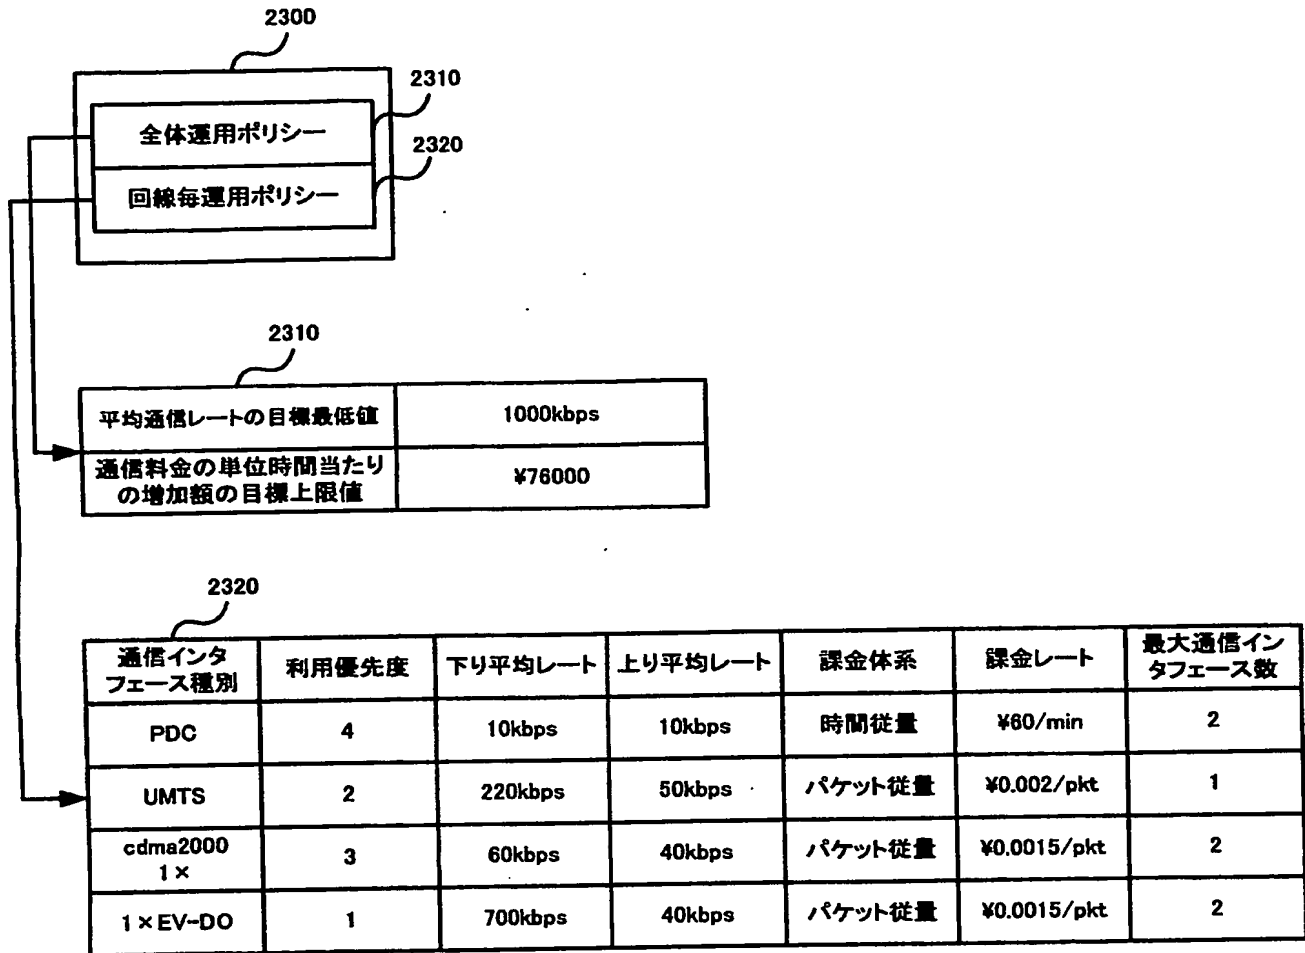 2300
2310
全体運用ポリシー
2320
回線毎運用ポリシー
2310
平均通信レートの目標最低値 1000kbps
通信料金の単位時間当たり
の増加額の目標上限値
¥76000
2320
通信インタ
フェース種別
利用優先度
下り平均レート
上り平均レート
課金体系
課金レート
最大通信イン
タフェース数
PDC 4 10kbps 10kbps 時間従量 ¥60/min 2
UMTS 2 220kbps 50kbps パケット従量 ¥0.002/pkt 1
cdma2000
1×
3 60kbps 40kbps パケット従量 ¥0.0015/pkt 2
1×EV-DO 1 700kbps 40kbps パケット従量 ¥0.0015/pkt 2